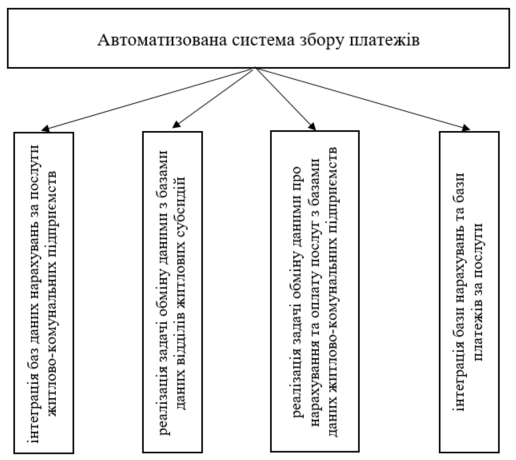 Автоматизована система збору платежів
інтеграція баз даних нарахувань за послуги
житлово-комунальних підприємств
реалізація задачі обміну даними з базами
даних відділів житлових субсидій
реалізація задачі обміну даними про
нарахування та оплату послуг з базами
даних житлово-комунальних підприємств
інтеграція бази нарахувань та бази
платежів за послуги